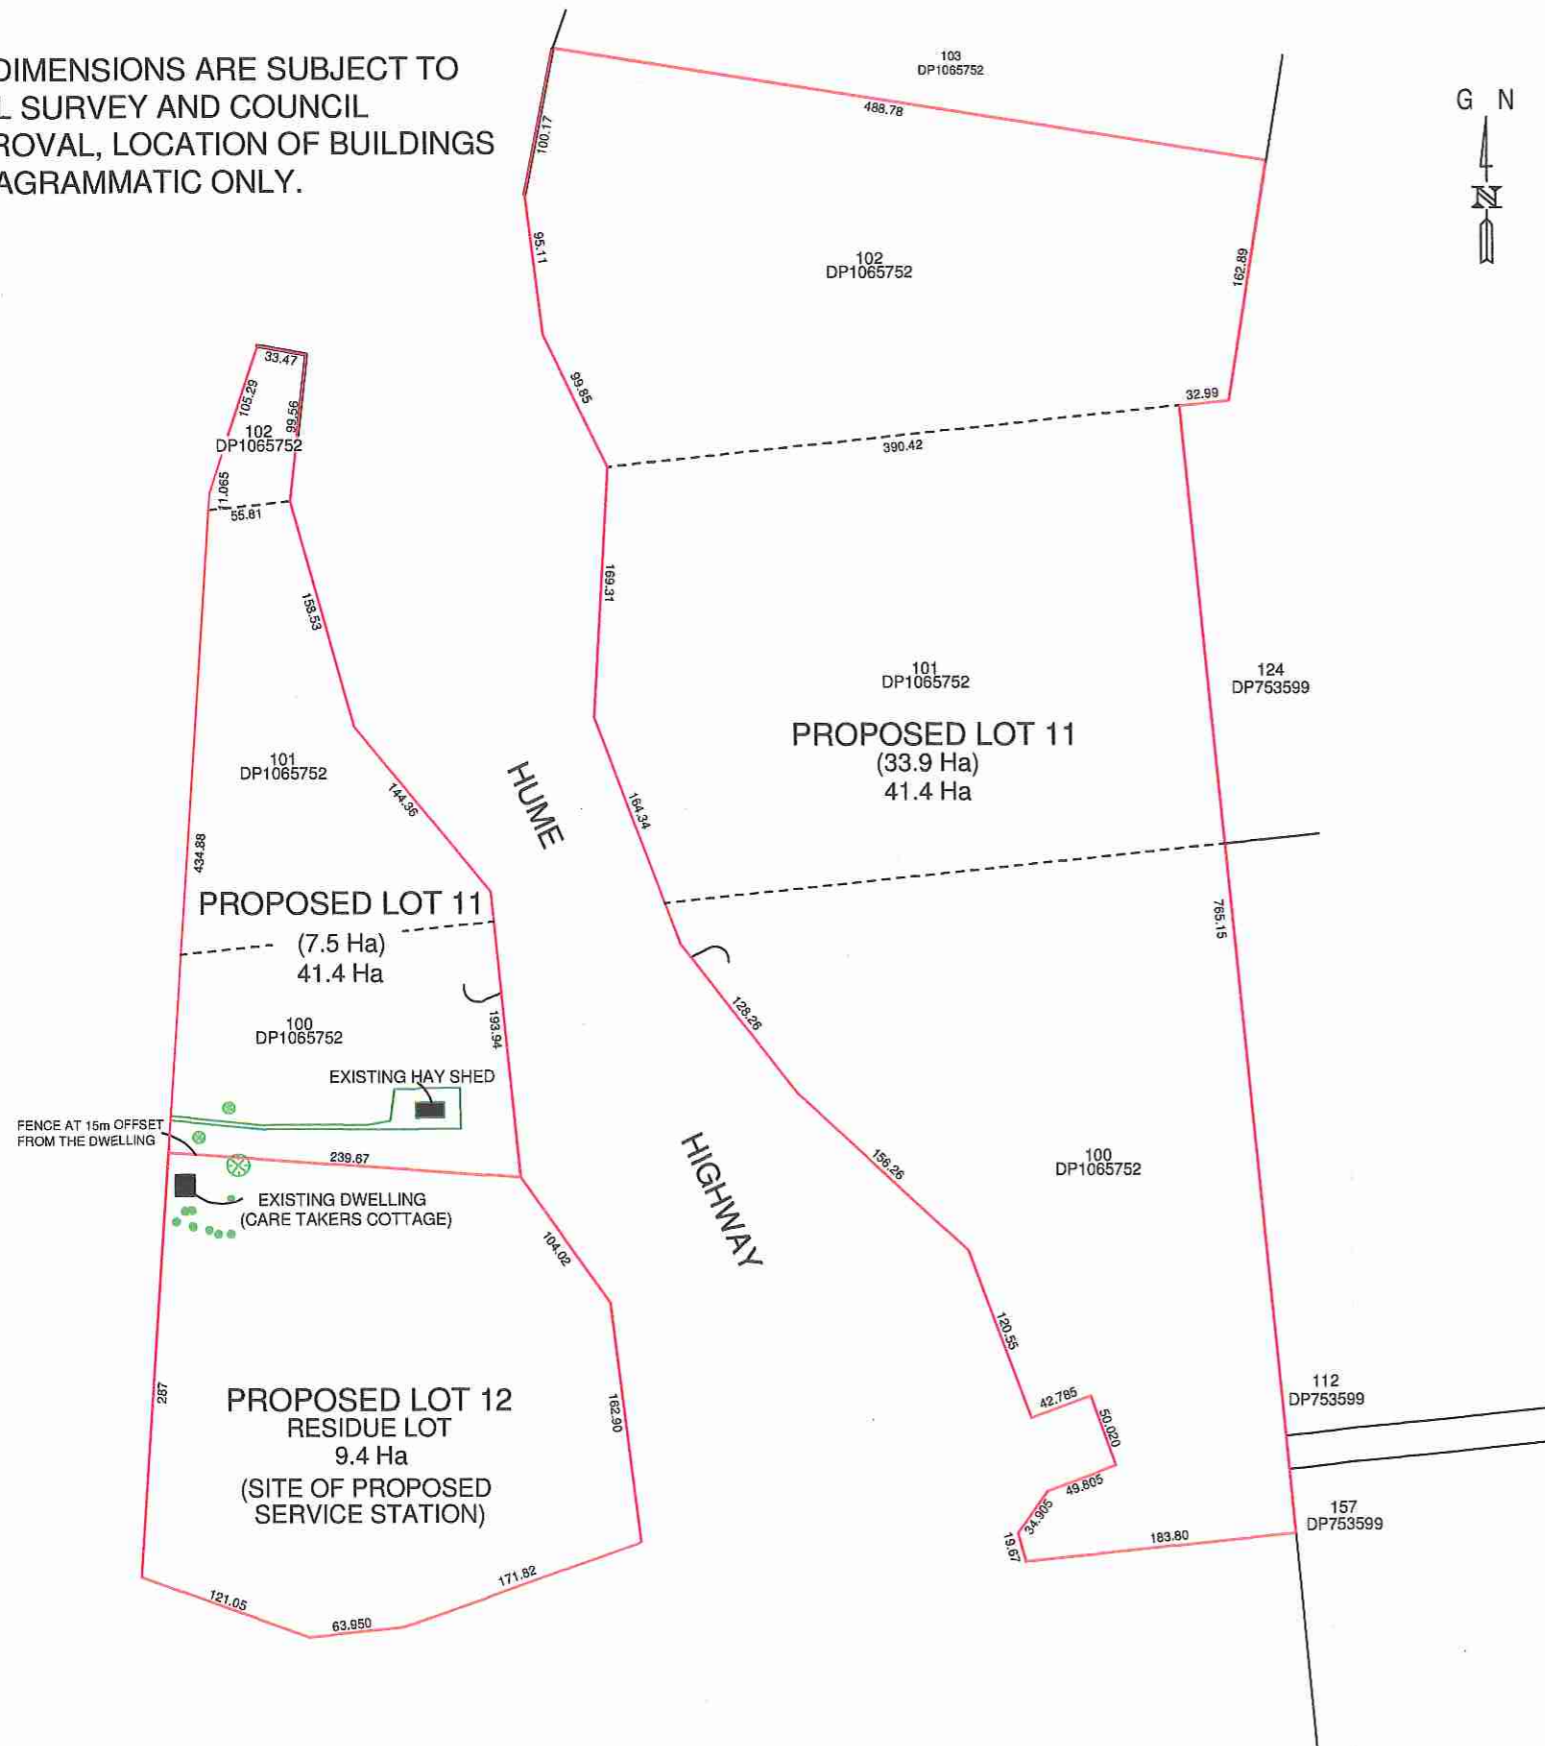 DIMENSIONS ARE SUBJECT TO
L SURVEY AND COUNCIL
ROVAL, LOCATION OF BUILDINGS
AGRAMMATIC ONLY.
G N
N
103
DP1065752
488.78
100.17
95.11
99.85
102
DP1065752
162.89
32.99
390.42
33.47
105.29
99.56
102
DP1065752
11.065
55.81
158.53
169.31
101
DP1065752
PROPOSED LOT 11
(33.9 Ha)
41.4 Ha
124
DP753599
101
DP1065752
144.36
434.88
HUME
164.34
PROPOSED LOT 11
(7.5 Ha)
41.4 Ha
765.15
100
DP1065752
193.94
128.26
EXISTING HAY SHED
FENCE AT 15m OFFSET
FROM THE DWELLING
239.67
EXISTING DWELLING
(CARE TAKERS COTTAGE)
104.02
HIGHWAY
156.26
100
DP1065752
120.55
287
PROPOSED LOT 12
RESIDUE LOT
9.4 Ha
(SITE OF PROPOSED
SERVICE STATION)
162.90
42.785
50.020
49.805
34.905
19.67
183.80
112
DP753599
157
DP753599
121.05
63.950
171.82